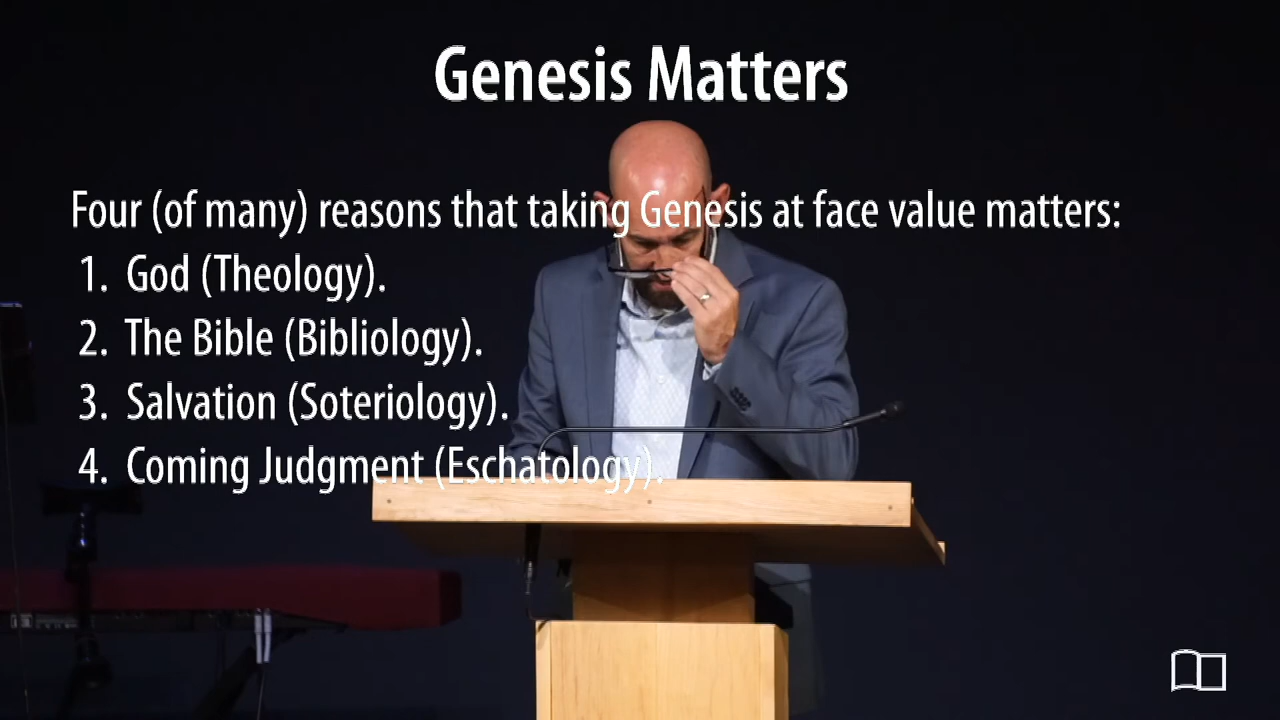 Genesis Matters
Four (of many) reasons that taking Genesis at face value matters:
1. God (Theology).
2. The Bible (Bibliology).
3. Salvation (Soteriology).
4. Coming Judgment (Eschatology).